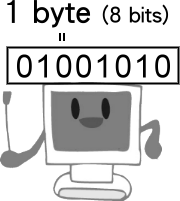 1 byte (8 bits)
=
01001010